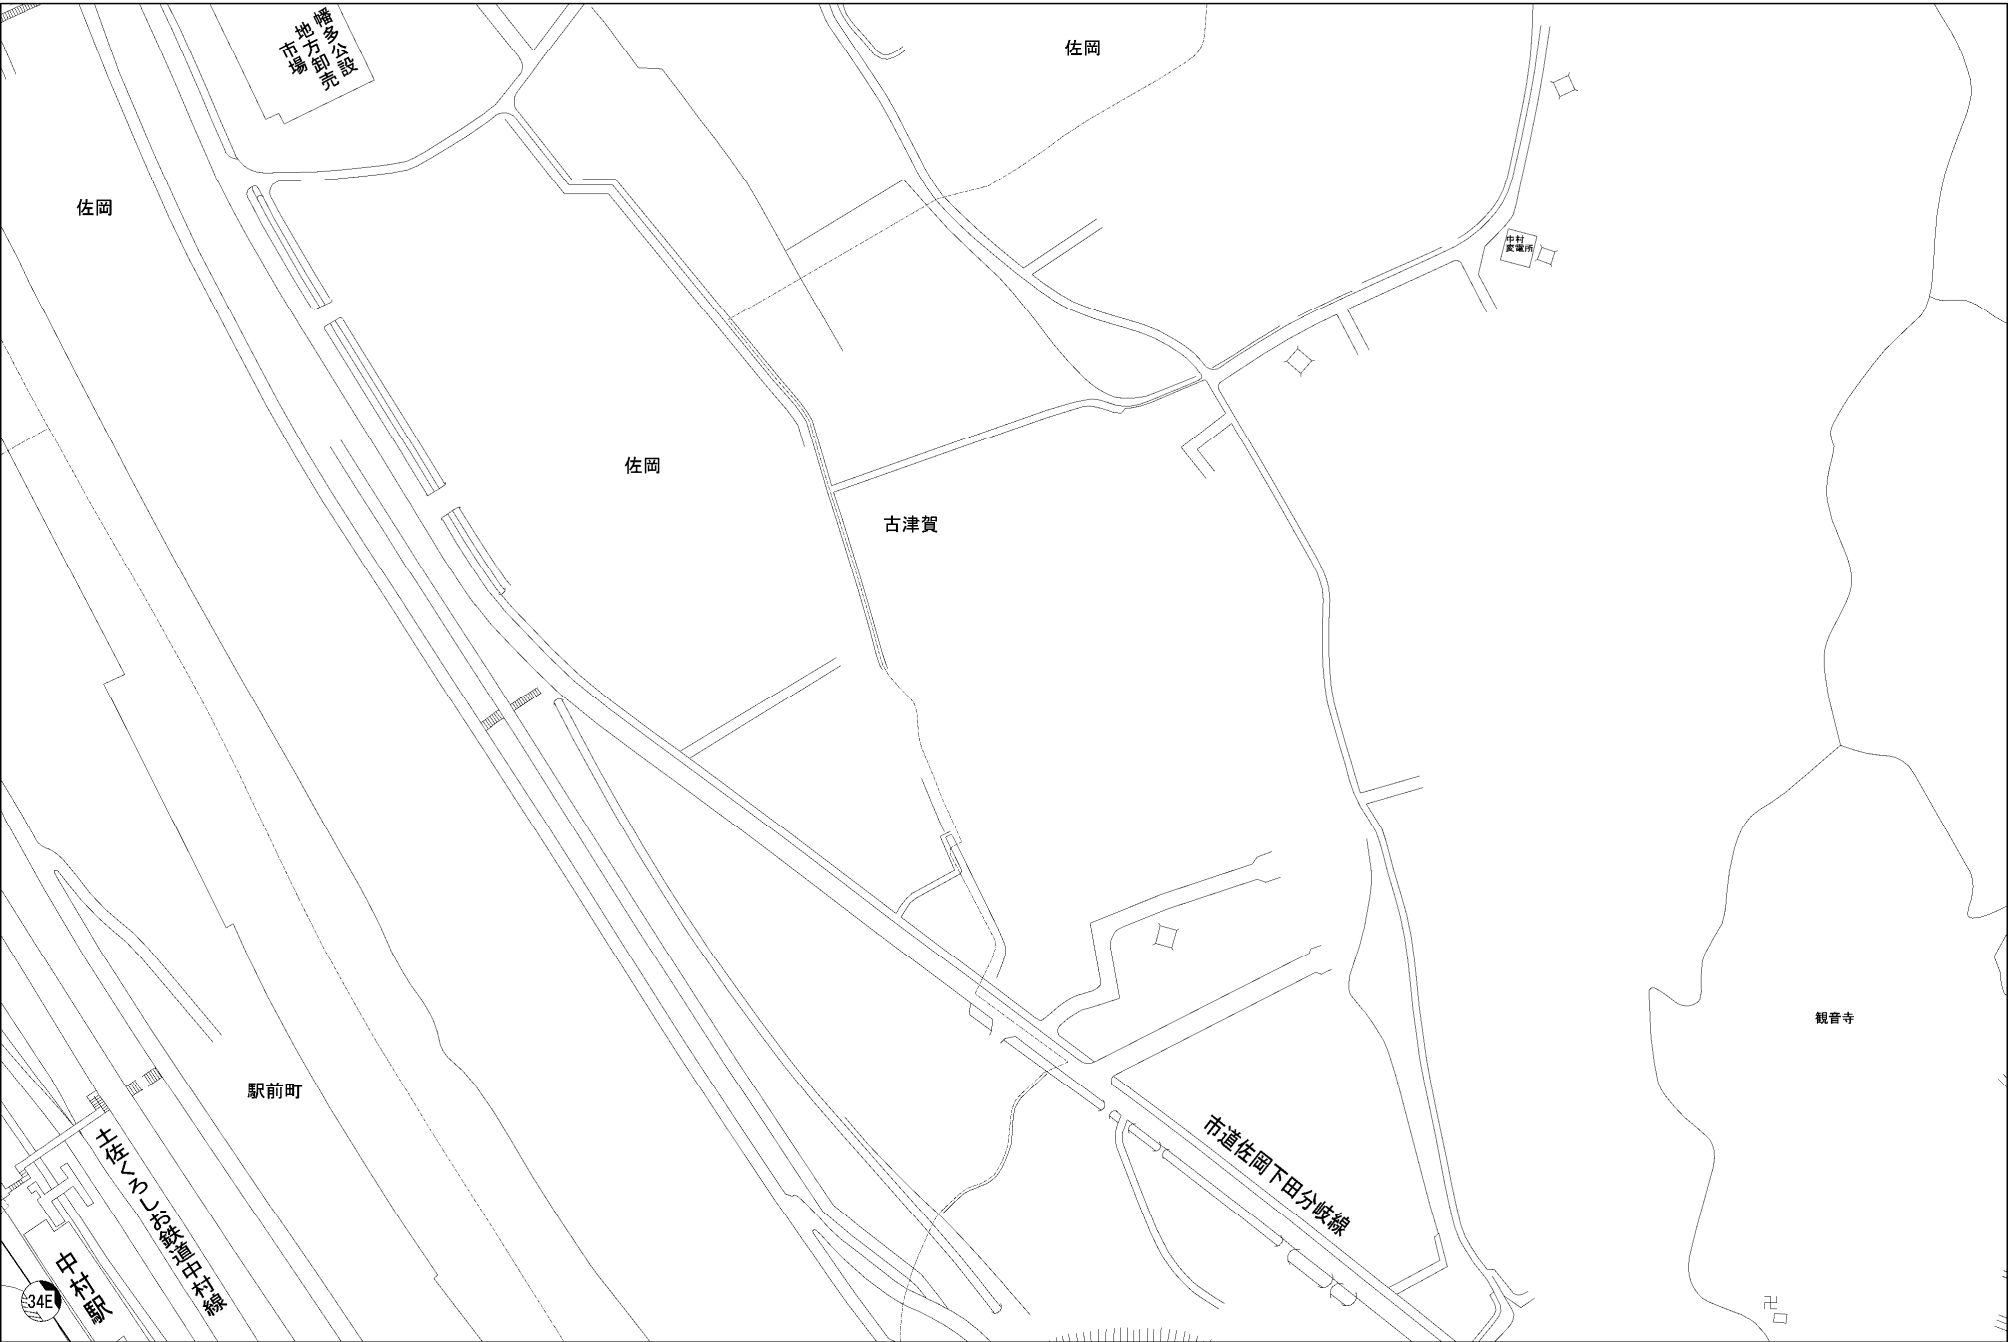 幡多公設
地方卸売
市場
佐岡
佐岡
中村
変電所
佐岡
古津賀
観音寺
駅前町
土佐くろしお鉄道中村線
市道佐岡下田分岐線
中村駅
34E
卍